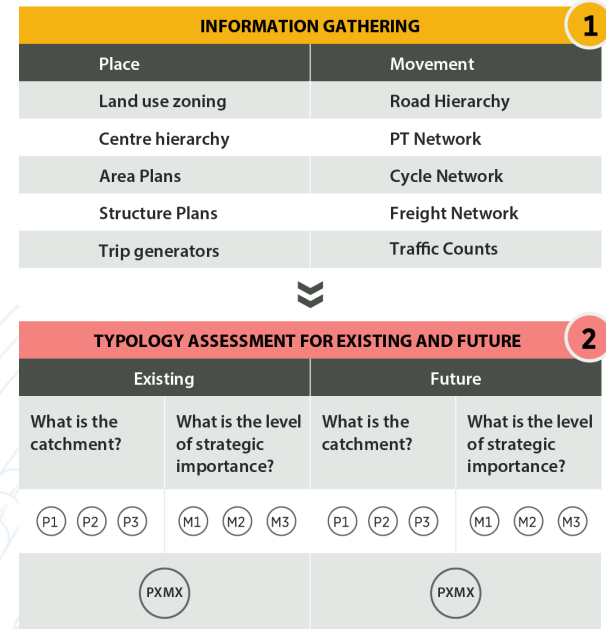 INFORMATION GATHERING
1
Place Movement
Land use zoning Road Hierarchy
Centre hierarchy PT Network
Area Plans Cycle Network
Structure Plans Freight Network
Trip generators Traffic Counts
TYPOLOGY ASSESSMENT FOR EXISTING AND FUTURE
2
Existing Future
What is the What is the level What is the What is the level
catchment? of strategic catchment? of strategic
importance? importance?
P1 P2 P3 M1 M2 M3 P1 P2 P3 M1 M2 M3
PXMX PXMX